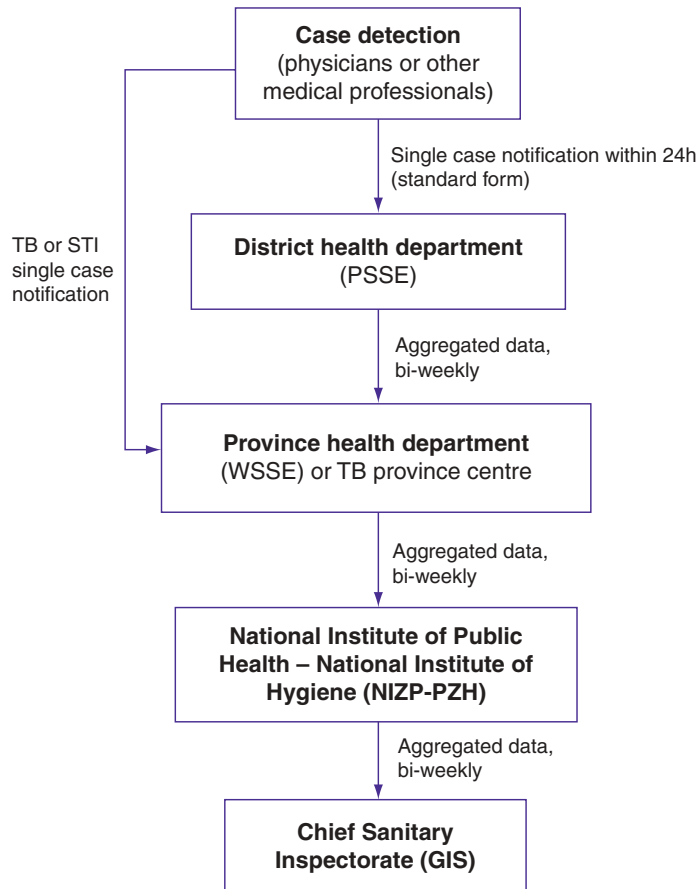 Case detection
(physicians or other
medical professionals)
Single case notification within 24h
(standard form)
TB or STI
single case
notification
District health department
(PSSE)
Aggregated data,
bi-weekly
Province health department
(WSSE) or TB province centre
Aggregated data,
bi-weekly
National Institute of Public
Health – National Institute of
Hygiene (NIZP-PZH)
Aggregated data,
bi-weekly
Chief Sanitary
Inspectorate (GIS)